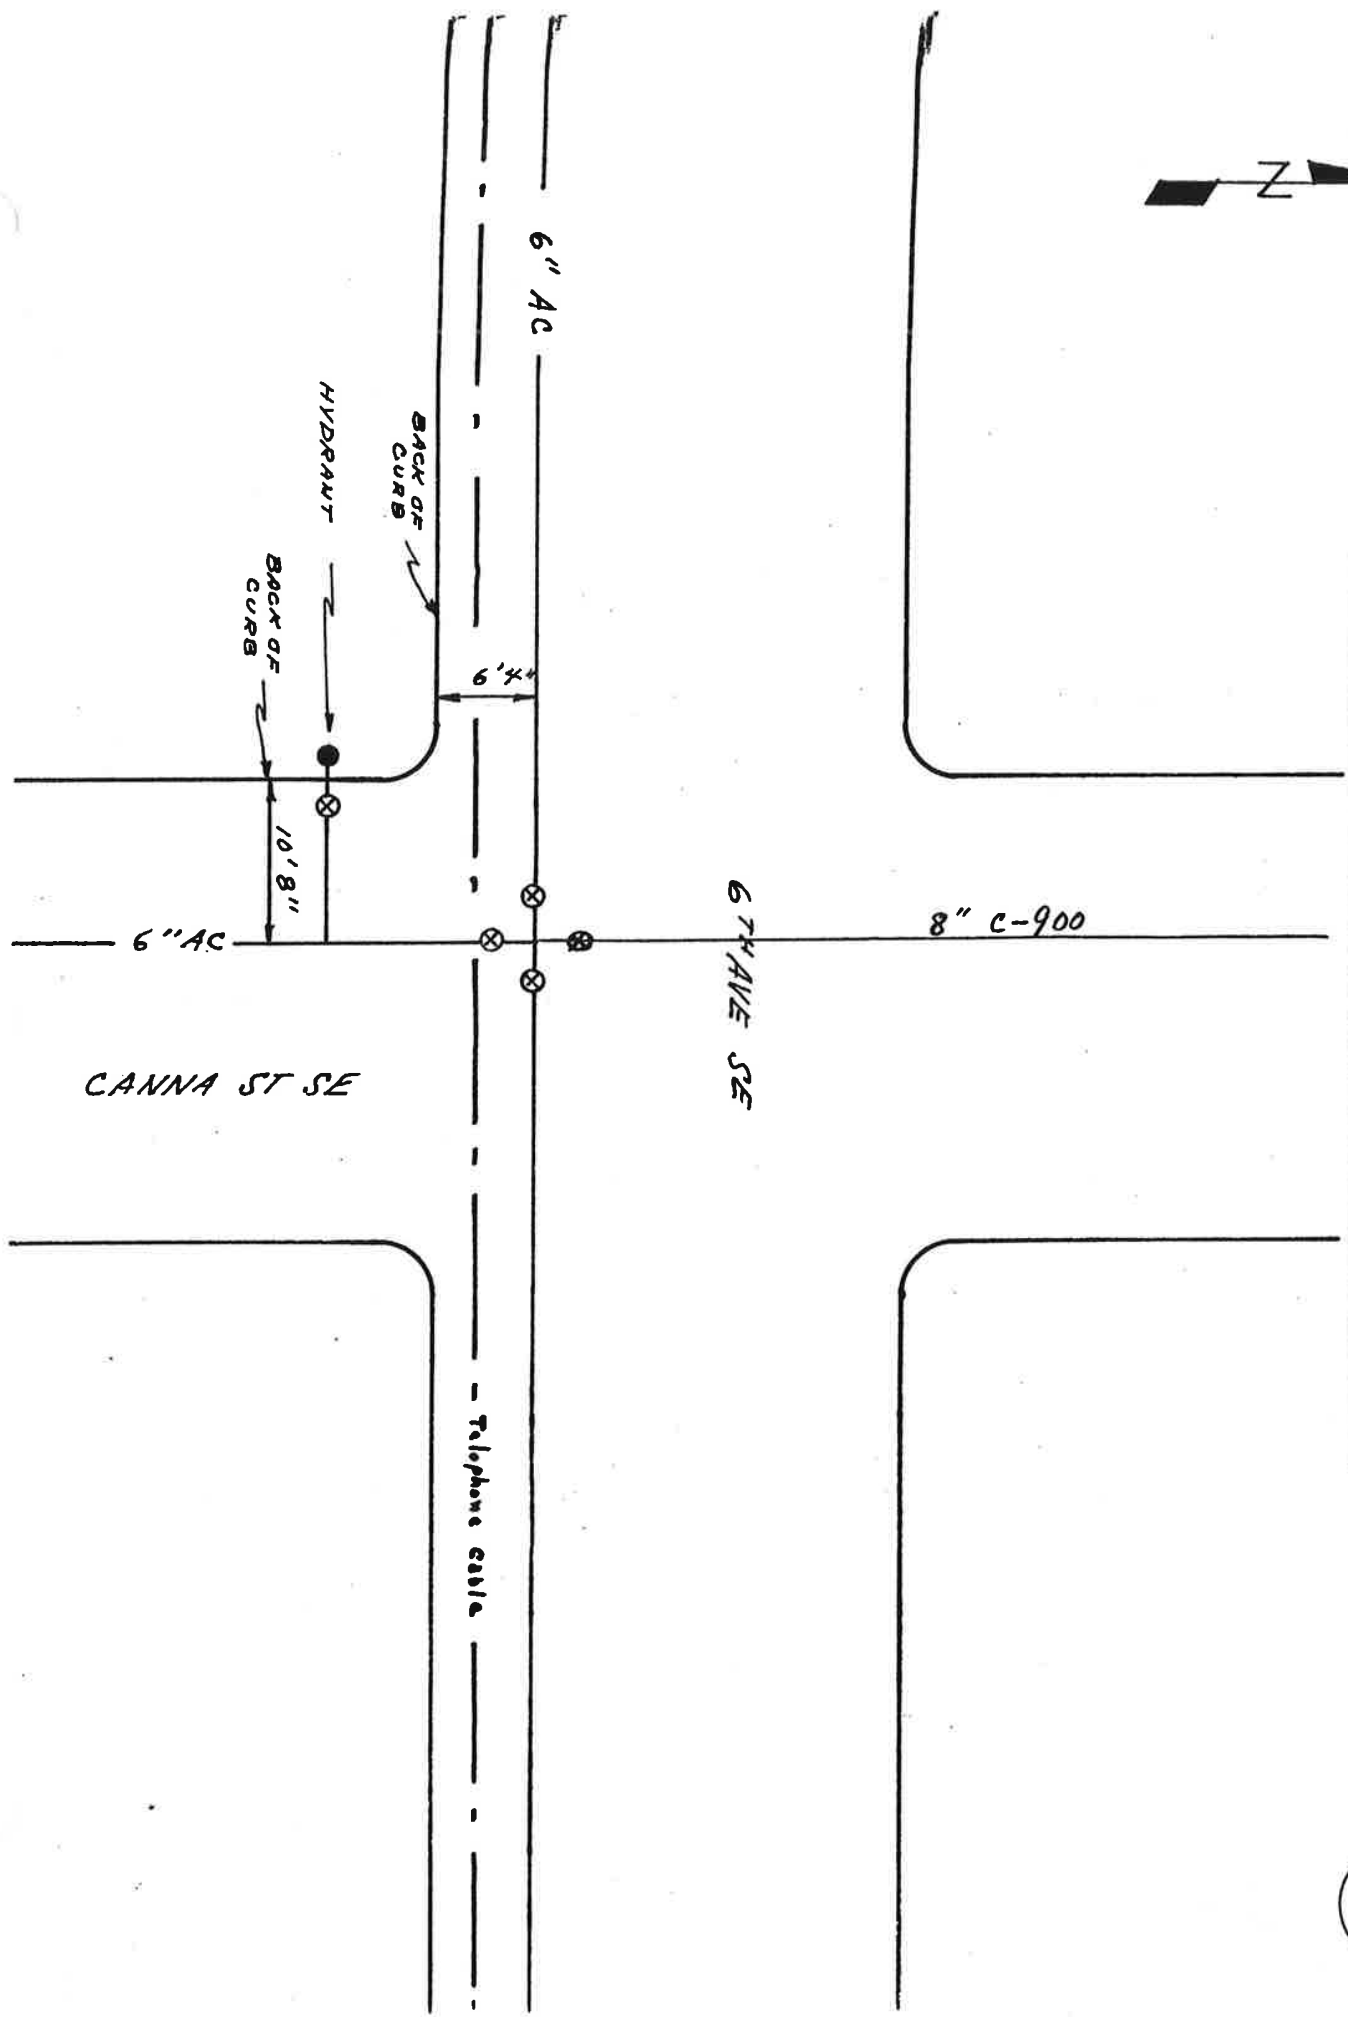 N
6" AC
HYDRANT
BACK OF
CURB
BACK OF
CURB
6'4"
10'8"
6" AC
8" C-900
6TH AVE SE
CANNA ST SE
Telephone cable